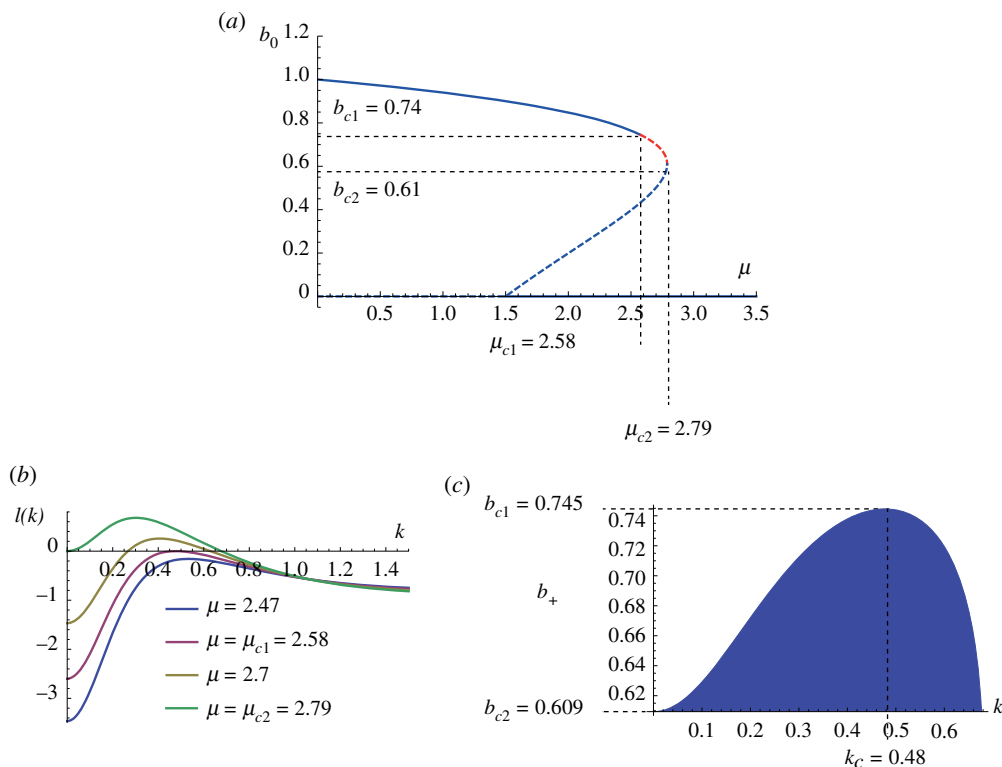 (a)
b0 1.2
1.0
bc1 = 0.74
0.8
0.6
bc2 = 0.61
0.4
0.2
μ
0
0.5 1.0 1.5 2.0 2.5 3.0 3.5
μc1 = 2.58
μc2 = 2.79
(b)
l(k)
k
0
0.2 0.4 0.6 0.8 1.0 1.2 1.4
−1
−2
−3
μ = 2.47
μ = μc1 = 2.58
μ = 2.7
μ = μc2 = 2.79
(c)
bc1 = 0.745
0.74
0.72
0.70
b+
0.68
0.66
0.64
0.62
bc2 = 0.609
k
0.1 0.2 0.3 0.4 0.5 0.6
kC = 0.48